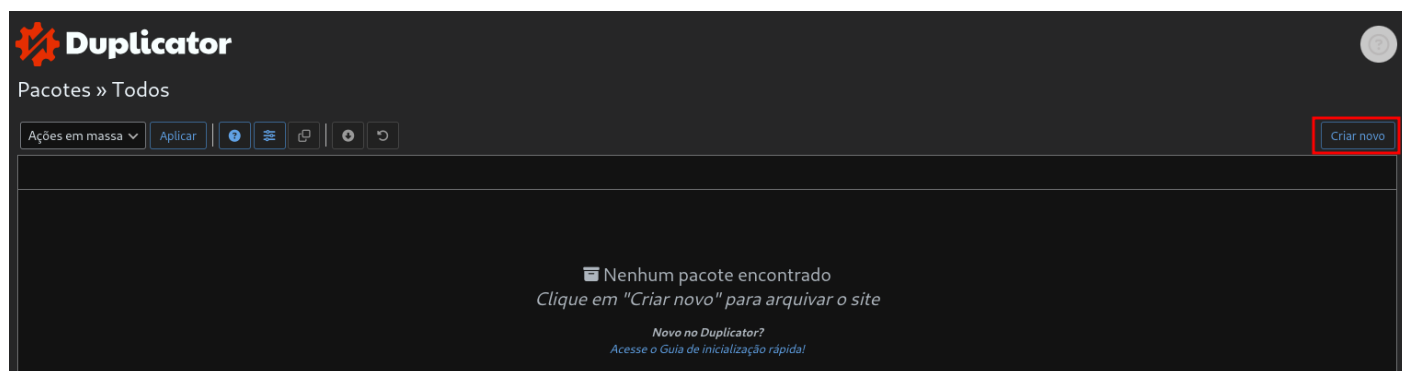 Duplicator
Pacotes » Todos
Ações em massa Aplicar Criar novo
Nenhum pacote encontrado
Clique em "Criar novo" para arquivar o site
Novo no Duplicator?
Acesse o Guia de inicialização rápida!